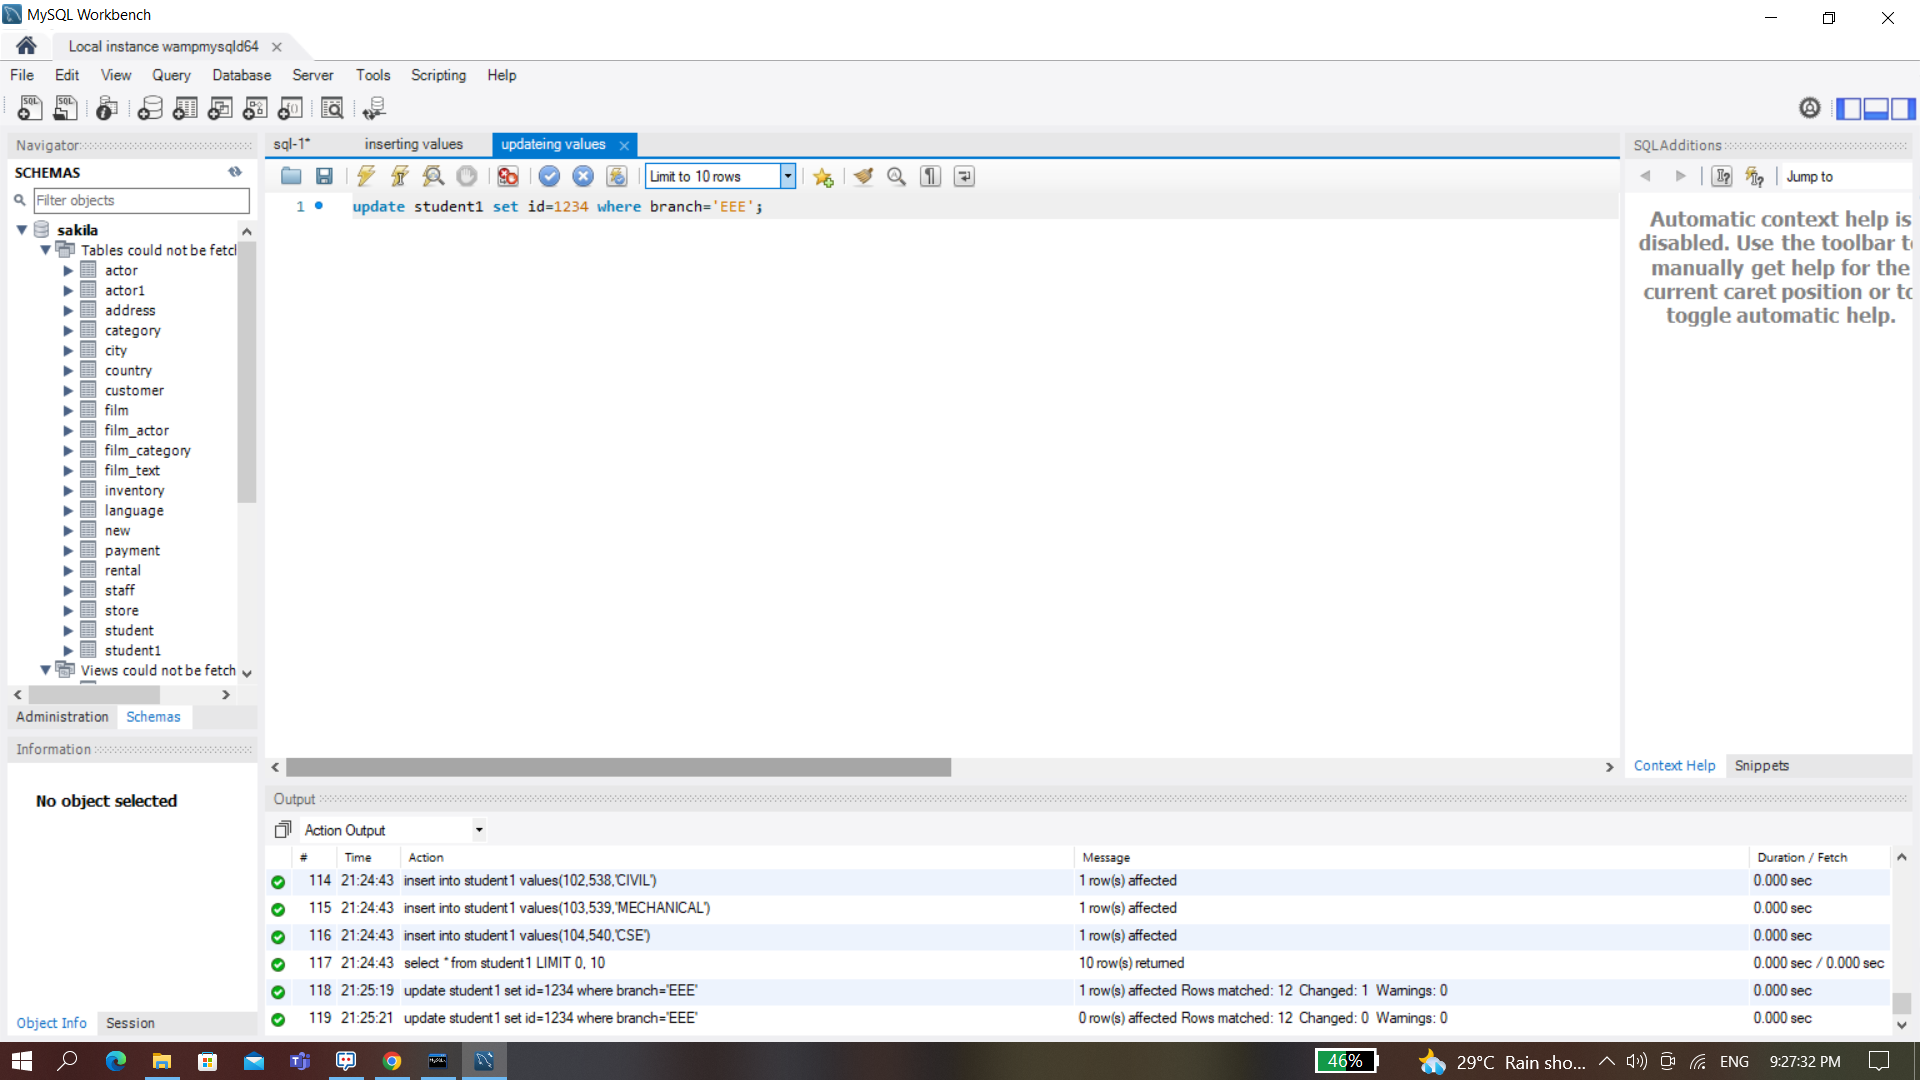 MySQL Workbench
Local instance wampmysqld64
File Edit View Query Database Server Tools Scripting Help
Navigator
SCHEMAS
Filter objects
sakila
Tables could not be fetcl
actor
actor1
address
category
city
country
customer
film
film_actor
film_category
film_text
inventory
language
new
payment
rental
staff
store
student
student1
Views could not be fetch
Administration Schemas
Information
No object selected
Object Info Session
sql-1* inserting values updateing values
Limit to 10 rows
1 update student1 set id=1234 where branch='EEE';
SQLAdditions
Jump to
Automatic context help is
disabled. Use the toolbar to
manually get help for the
current caret position or to
toggle automatic help.
Context Help Snippets
Output
Action Output
# Time Action Message Duration / Fetch
114 21:24:43 insert into student1 values(102,538,'CIVIL') 1 row(s) affected 0.000 sec
115 21:24:43 insert into student1 values(103,539,'MECHANICAL') 1 row(s) affected 0.000 sec
116 21:24:43 insert into student1 values(104,540,'CSE') 1 row(s) affected 0.000 sec
117 21:24:43 select * from student1 LIMIT 0, 10 10 row(s) returned 0.000 sec / 0.000 sec
118 21:25:19 update student1 set id=1234 where branch='EEE' 1 row(s) affected Rows matched: 12 Changed: 1 Warnings: 0 0.000 sec
119 21:25:21 update student1 set id=1234 where branch='EEE' 0 row(s) affected Rows matched: 12 Changed: 0 Warnings: 0 0.000 sec
46% 29°C Rain sho... ENG 9:27:32 PM